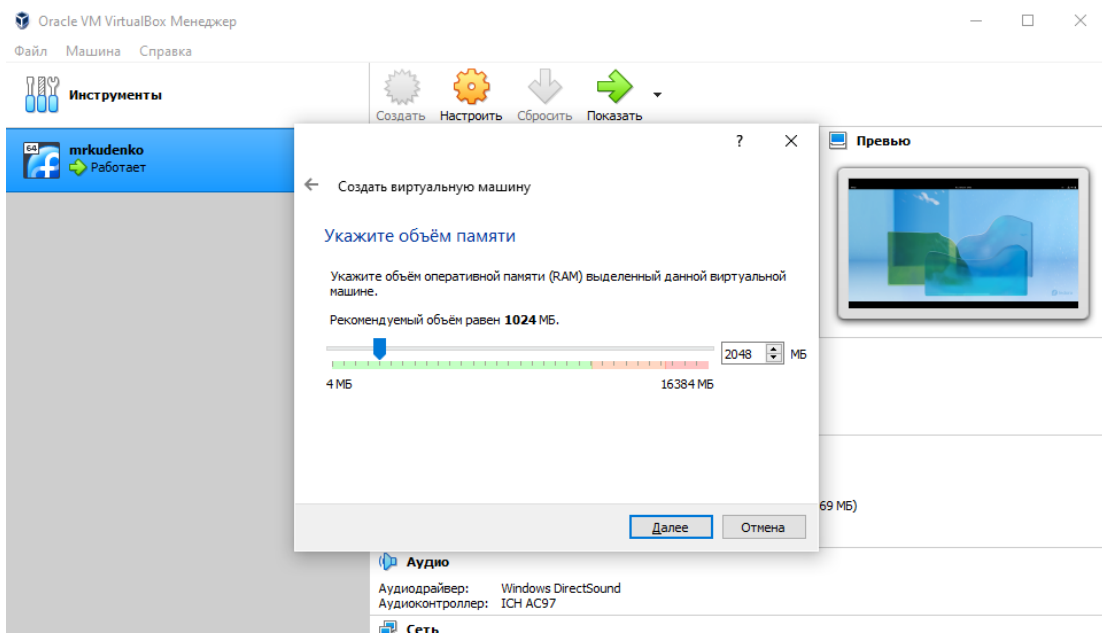 Oracle VM VirtualBox Менеджер
Файл Машина Справка
Инструменты
Создать Настроить Сбросить Показать
64
mrkudenko
Работает
Превью
?
Создать виртуальную машину
Укажите объём памяти
Укажите объём оперативной памяти (RAM) выделенный данной виртуальной
машине.
Рекомендуемый объём равен 1024 МБ.
2048 МБ
4 МБ 16384 МБ
69 МБ)
Далее Отмена
Аудио
Аудиодрайвер: Windows DirectSound
Аудиоконтроллер: ICH AC97
Сеть